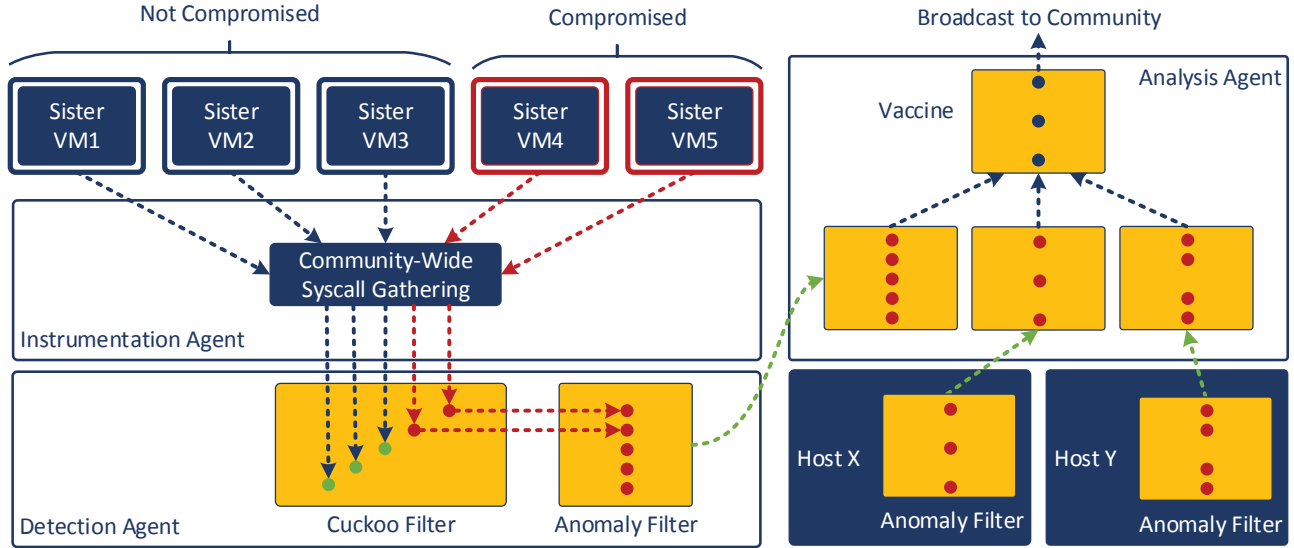 Not Compromised
Compromised
Sister
VM1
Sister
VM2
Sister
VM3
Sister
VM4
Sister
VM5
Community-Wide
Syscall Gathering
Instrumentation Agent
Cuckoo Filter
Anomaly Filter
Detection Agent
Broadcast to Community
Analysis Agent
Vaccine
Host X
Anomaly Filter
Host Y
Anomaly Filter